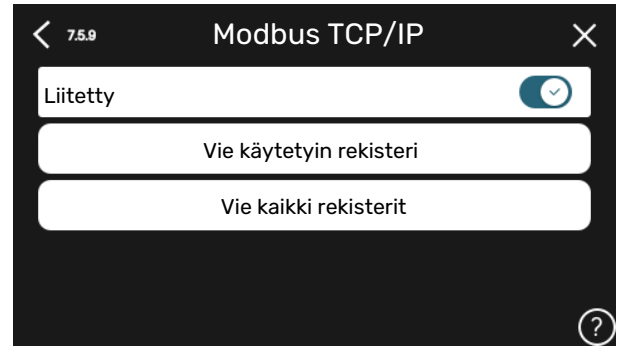 7.5.9 Modbus TCP/IP
Liitetty
Vie käytetyin rekisteri
Vie kaikki rekisterit
?